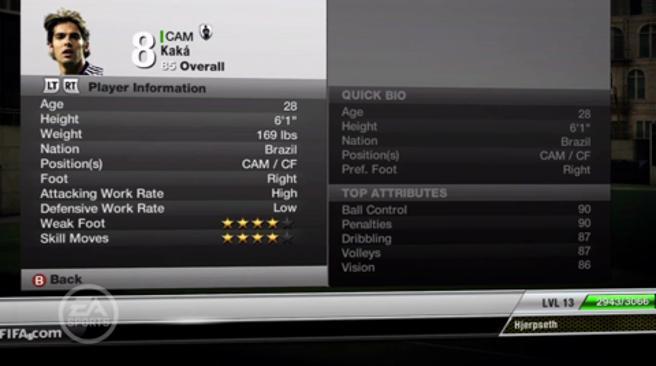 8 CAM
Kaká
85 Overall
LT RT Player Information
Age 28
Height 6'1"
Weight 169 lbs
Nation Brazil
Position(s) CAM / CF
Foot Right
Attacking Work Rate High
Defensive Work Rate Low
Weak Foot
Skill Moves
B Back
QUICK BIO
Age 28
Height 6'1"
Nation Brazil
Position(s) CAM / CF
Pref. Foot Right
TOP ATTRIBUTES
Ball Control 90
Penalties 90
Dribbling 87
Volleys 87
Vision 86
LVL 13 2943/3066
Hjerpseth
EA SPORTS
FIFA.com